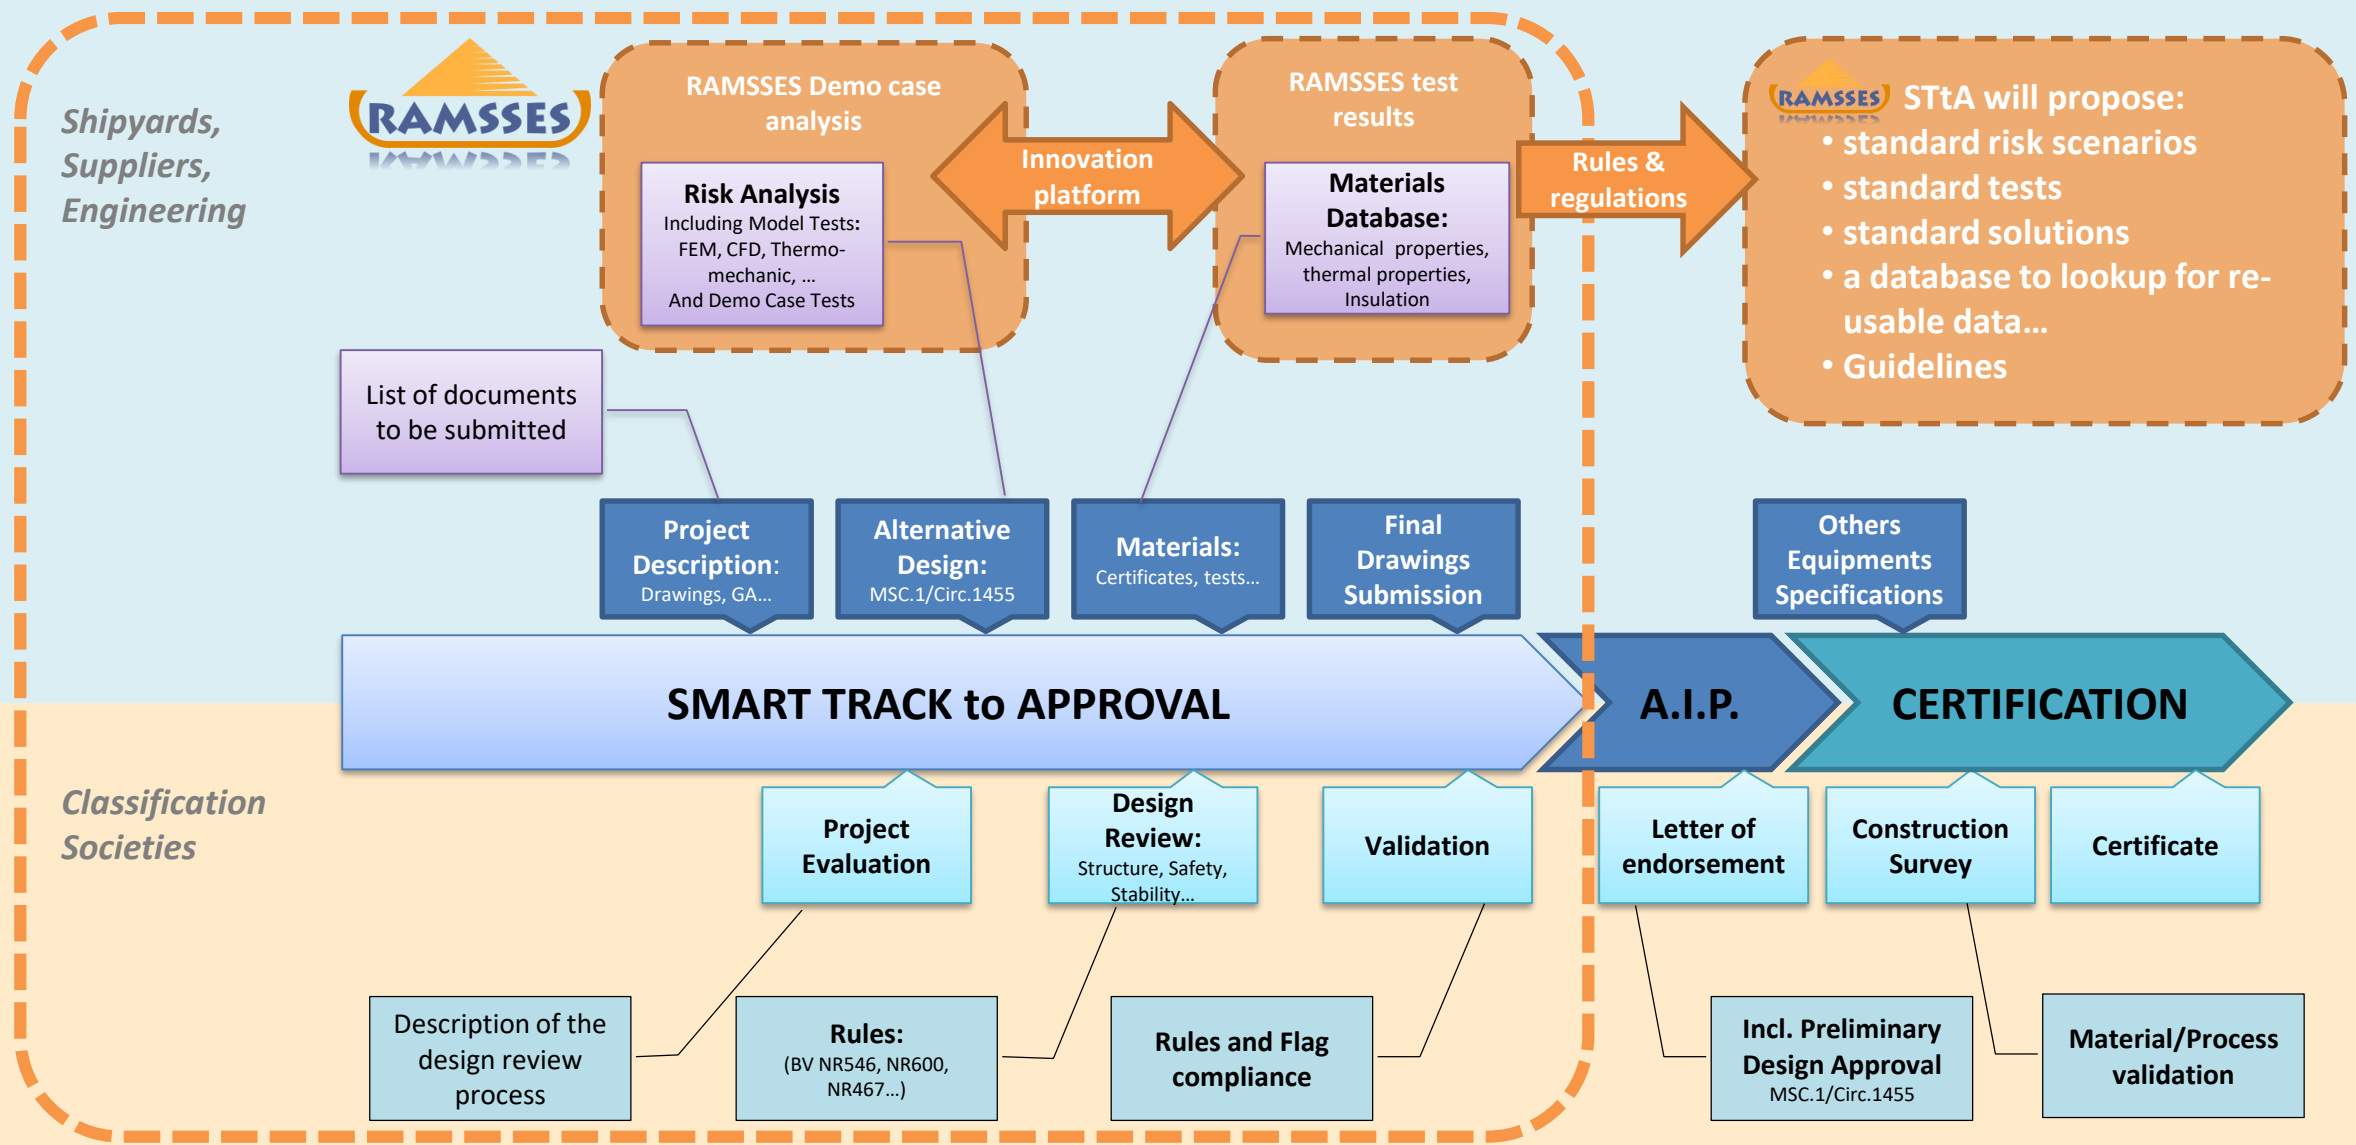 Shipyards,
Suppliers,
Engineering
RAMSSES
RAMSSES Demo case
analysis
Risk Analysis
Including Model Tests:
FEM, CFD, Thermo-
mechanic, ...
And Demo Case Tests
Innovation
platform
RAMSSES test
results
Materials
Database:
Mechanical properties,
thermal properties,
Insulation
Rules &
regulations
RAMSSES
STtA will propose:
• standard risk scenarios
• standard tests
• standard solutions
• a database to lookup for re-
usable data...
• Guidelines
List of documents
to be submitted
Project
Description:
Drawings, GA...
Alternative
Design:
MSC.1/Circ.1455
Materials:
Certificates, tests...
Final
Drawings
Submission
Others
Equipments
Specifications
SMART TRACK to APPROVAL
A.I.P.
CERTIFICATION
Classification
Societies
Project
Evaluation
Design
Review:
Structure, Safety,
Stability...
Validation
Letter of
endorsement
Construction
Survey
Certificate
Description of the
design review
process
Rules:
(BV NR546, NR600,
NR467...)
Rules and Flag
compliance
Incl. Preliminary
Design Approval
MSC.1/Circ.1455
Material/Process
validation